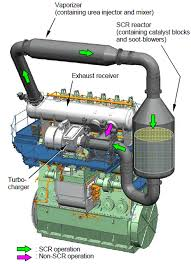 Vaporizer
(containing urea injector and mixer)
SCR reactor
(containing catalyst blocks
and soot-blowers)
Exhaust receiver
Turbo-
charger
: SCR operation
: Non-SCR operation